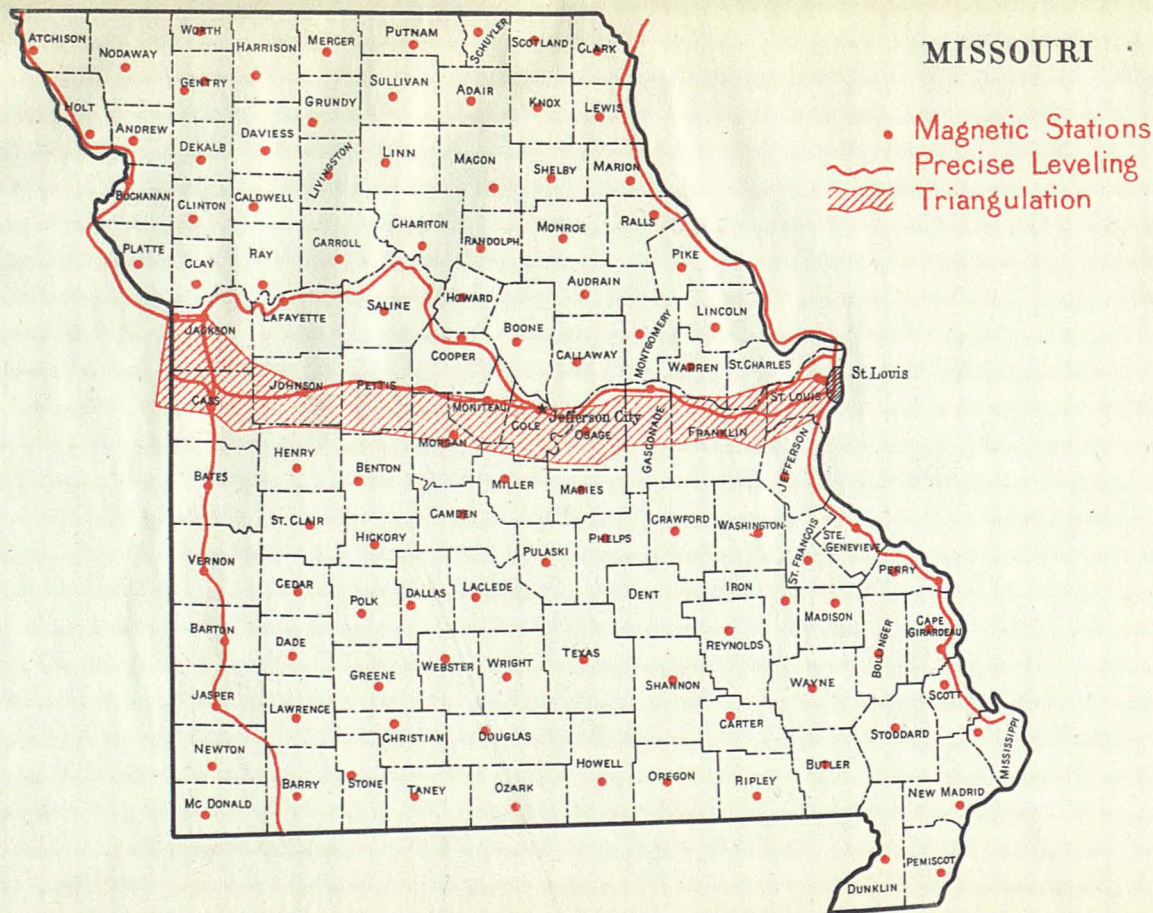 MISSOURI
Magnetic Stations
Precise Leveling
Triangulation
ATCHISON
NODAWAY
WORTH
HARRISON
MERCER
PUTNAM
SCHUYLER
SCOTLAND
CLARK
GENTRY
SULLIVAN
ADAIR
KNOX
LEWIS
HOLT
ANDREW
DEKALB
DAVIESS
GRUNDY
LIVINGSTON
LINN
MACON
SHELBY
MARION
BUCHANAN
CLINTON
CALDWELL
CHARITON
RANDOLPH
MONROE
RALLS
PLATTE
CLAY
RAY
CARROLL
PIKE
AUDRAIN
JACKSON
LAFAYETTE
SALINE
HOWARD
BOONE
CALLAWAY
MONTGOMERY
LINCOLN
WARREN
ST. CHARLES
St. Louis
COOPER
CASS
JOHNSON
PETTIS
MONITEAU
COLE
Jefferson City
OSAGE
GASCONADE
FRANKLIN
ST. LOUIS
JEFFERSON
MORGAN
BATES
HENRY
BENTON
MILLER
MARIES
ST. CLAIR
HICKORY
CAMDEN
PULASKI
PHELPS
CRAWFORD
WASHINGTON
ST. FRANCOIS
STE.
GENEVIEVE
PERRY
VERNON
CEDAR
POLK
DALLAS
LACLEDE
DENT
IRON
MADISON
BOLLINGER
CAPE
GIRARDEAU
BARTON
DADE
GREENE
WEBSTER
WRIGHT
TEXAS
SHANNON
REYNOLDS
WAYNE
SCOTT
JASPER
LAWRENCE
CHRISTIAN
DOUGLAS
HOWELL
CARTER
STODDARD
MISSISSIPPI
NEWTON
MC DONALD
BARRY
STONE
TANEY
OZARK
OREGON
RIPLEY
BUTLER
NEW MADRID
DUNKLIN
PEMISCOT